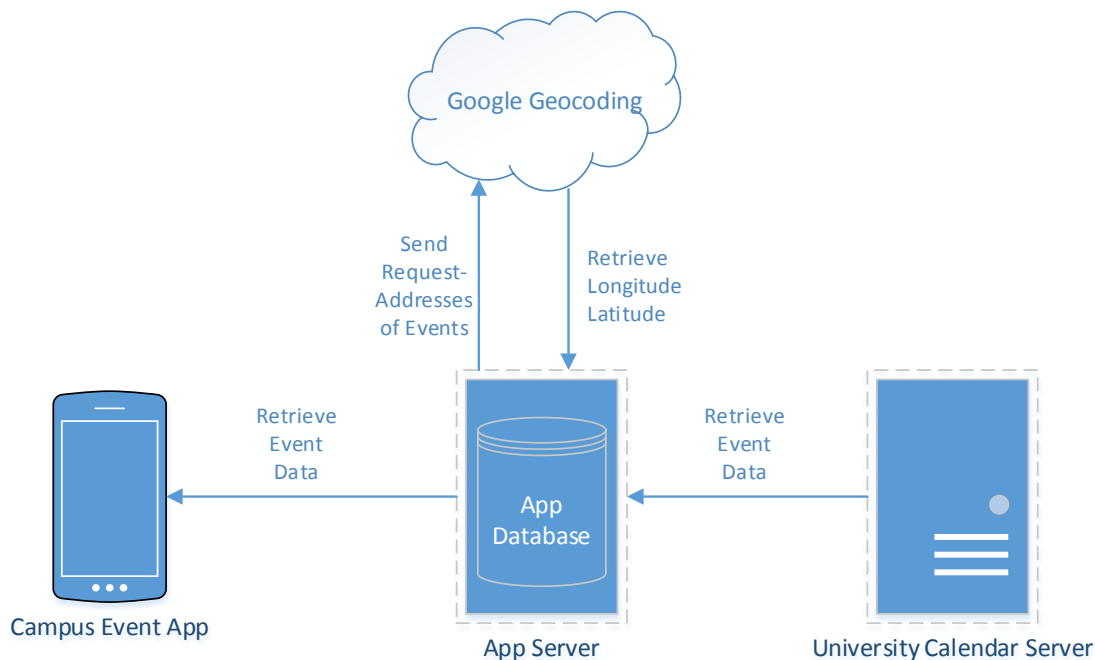 Google Geocoding
Send
Request-
Addresses
of Events
Retrieve
Longitude
Latitude
Retrieve
Event
Data
Retrieve
Event
Data
App
Database
Campus Event App
App Server
University Calendar Server